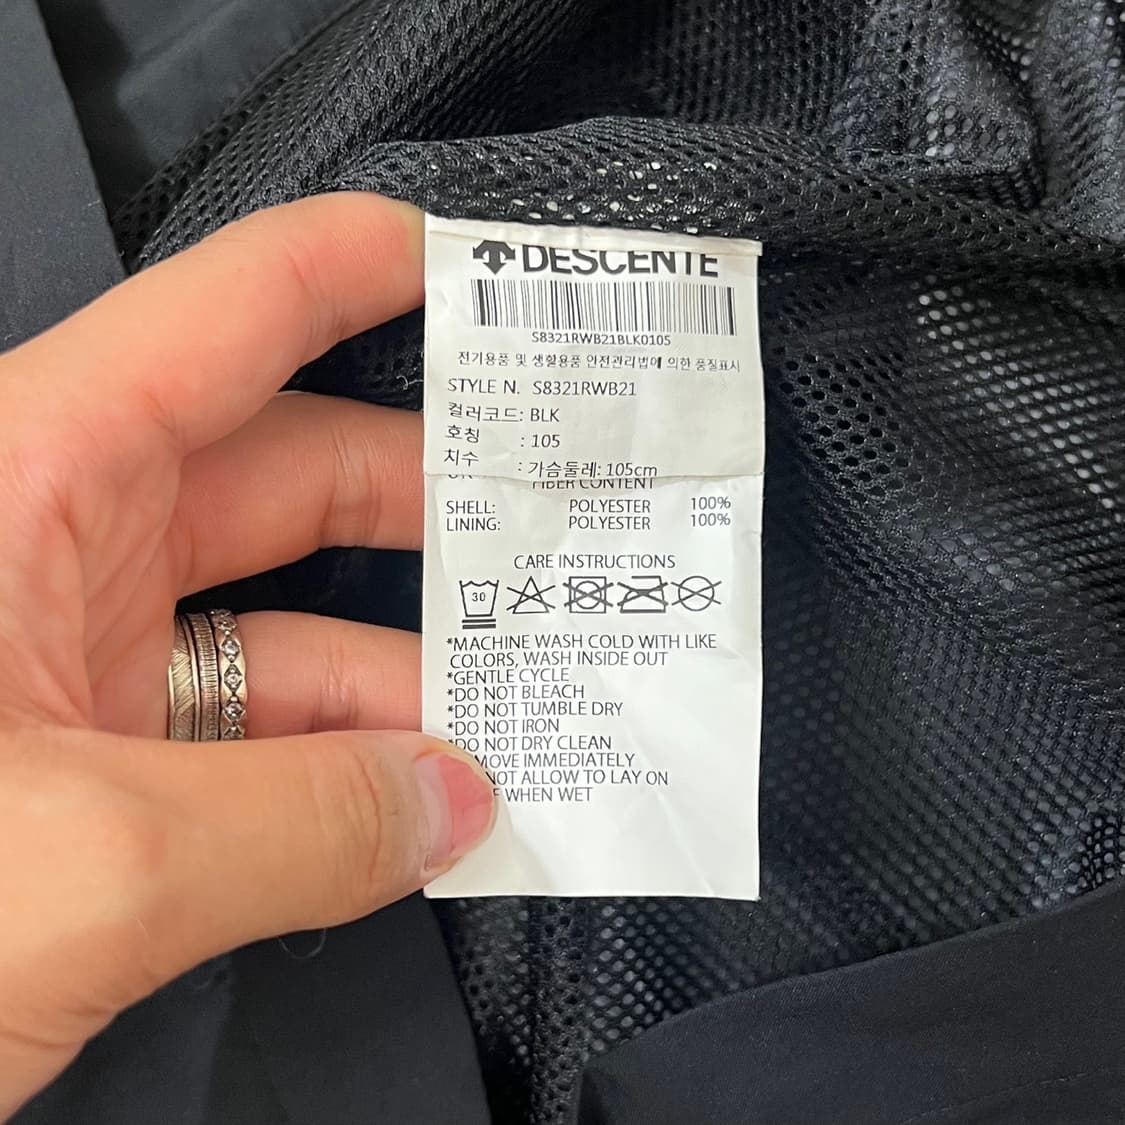 DESCENTE
S8321RWB21BLK0105
전기용품 및 생활용품 안전관리법에 의한 품질표시
STYLE N. S8321RWB21
컬러코드: BLK
호칭 : 105
치수 : 가슴둘레: 105cm
FIBER CONTENT
SHELL: POLYESTER 100%
LINING: POLYESTER 100%
CARE INSTRUCTIONS
30
*MACHINE WASH COLD WITH LIKE
COLORS, WASH INSIDE OUT
*GENTLE CYCLE
*DO NOT BLEACH
*DO NOT TUMBLE DRY
*DO NOT IRON
*DO NOT DRY CLEAN
MOVE IMMEDIATELY
NOT ALLOW TO LAY ON
WHEN WET